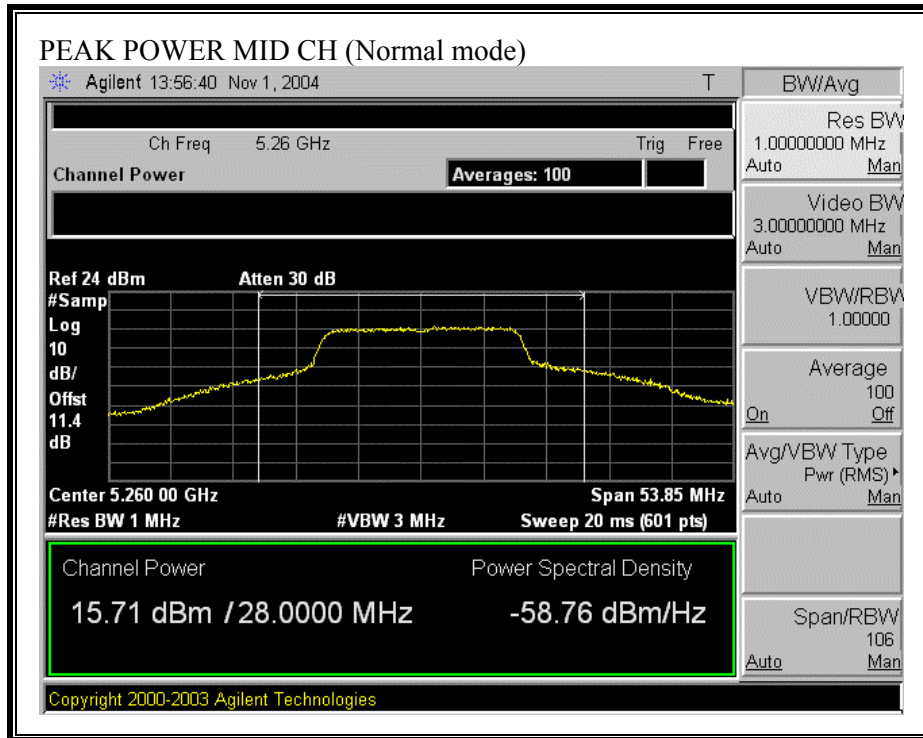 PEAK POWER MID CH (Normal mode)
Agilent 13:56:40 Nov 1, 2004 T
BW/Avg
Ch Freq 5.26 GHz Trig Free
Channel Power Averages: 100
Ref 24 dBm Atten 30 dB
#Samp
Log
10
dB/
Offst
11.4
dB
Center 5.260 00 GHz Span 53.85 MHz
#Res BW 1 MHz #VBW 3 MHz Sweep 20 ms (601 pts)
Channel Power Power Spectral Density
15.71 dBm / 28.0000 MHz -58.76 dBm/Hz
Copyright 2000-2003 Agilent Technologies
Res BW
1.00000000 MHz
Auto Man
Video BW
3.00000000 MHz
Auto Man
VBW/RBW
1.00000
Average
100
On Off
Avg/VBW Type
Pwr (RMS)
Auto Man
Span/RBW
106
Auto Man